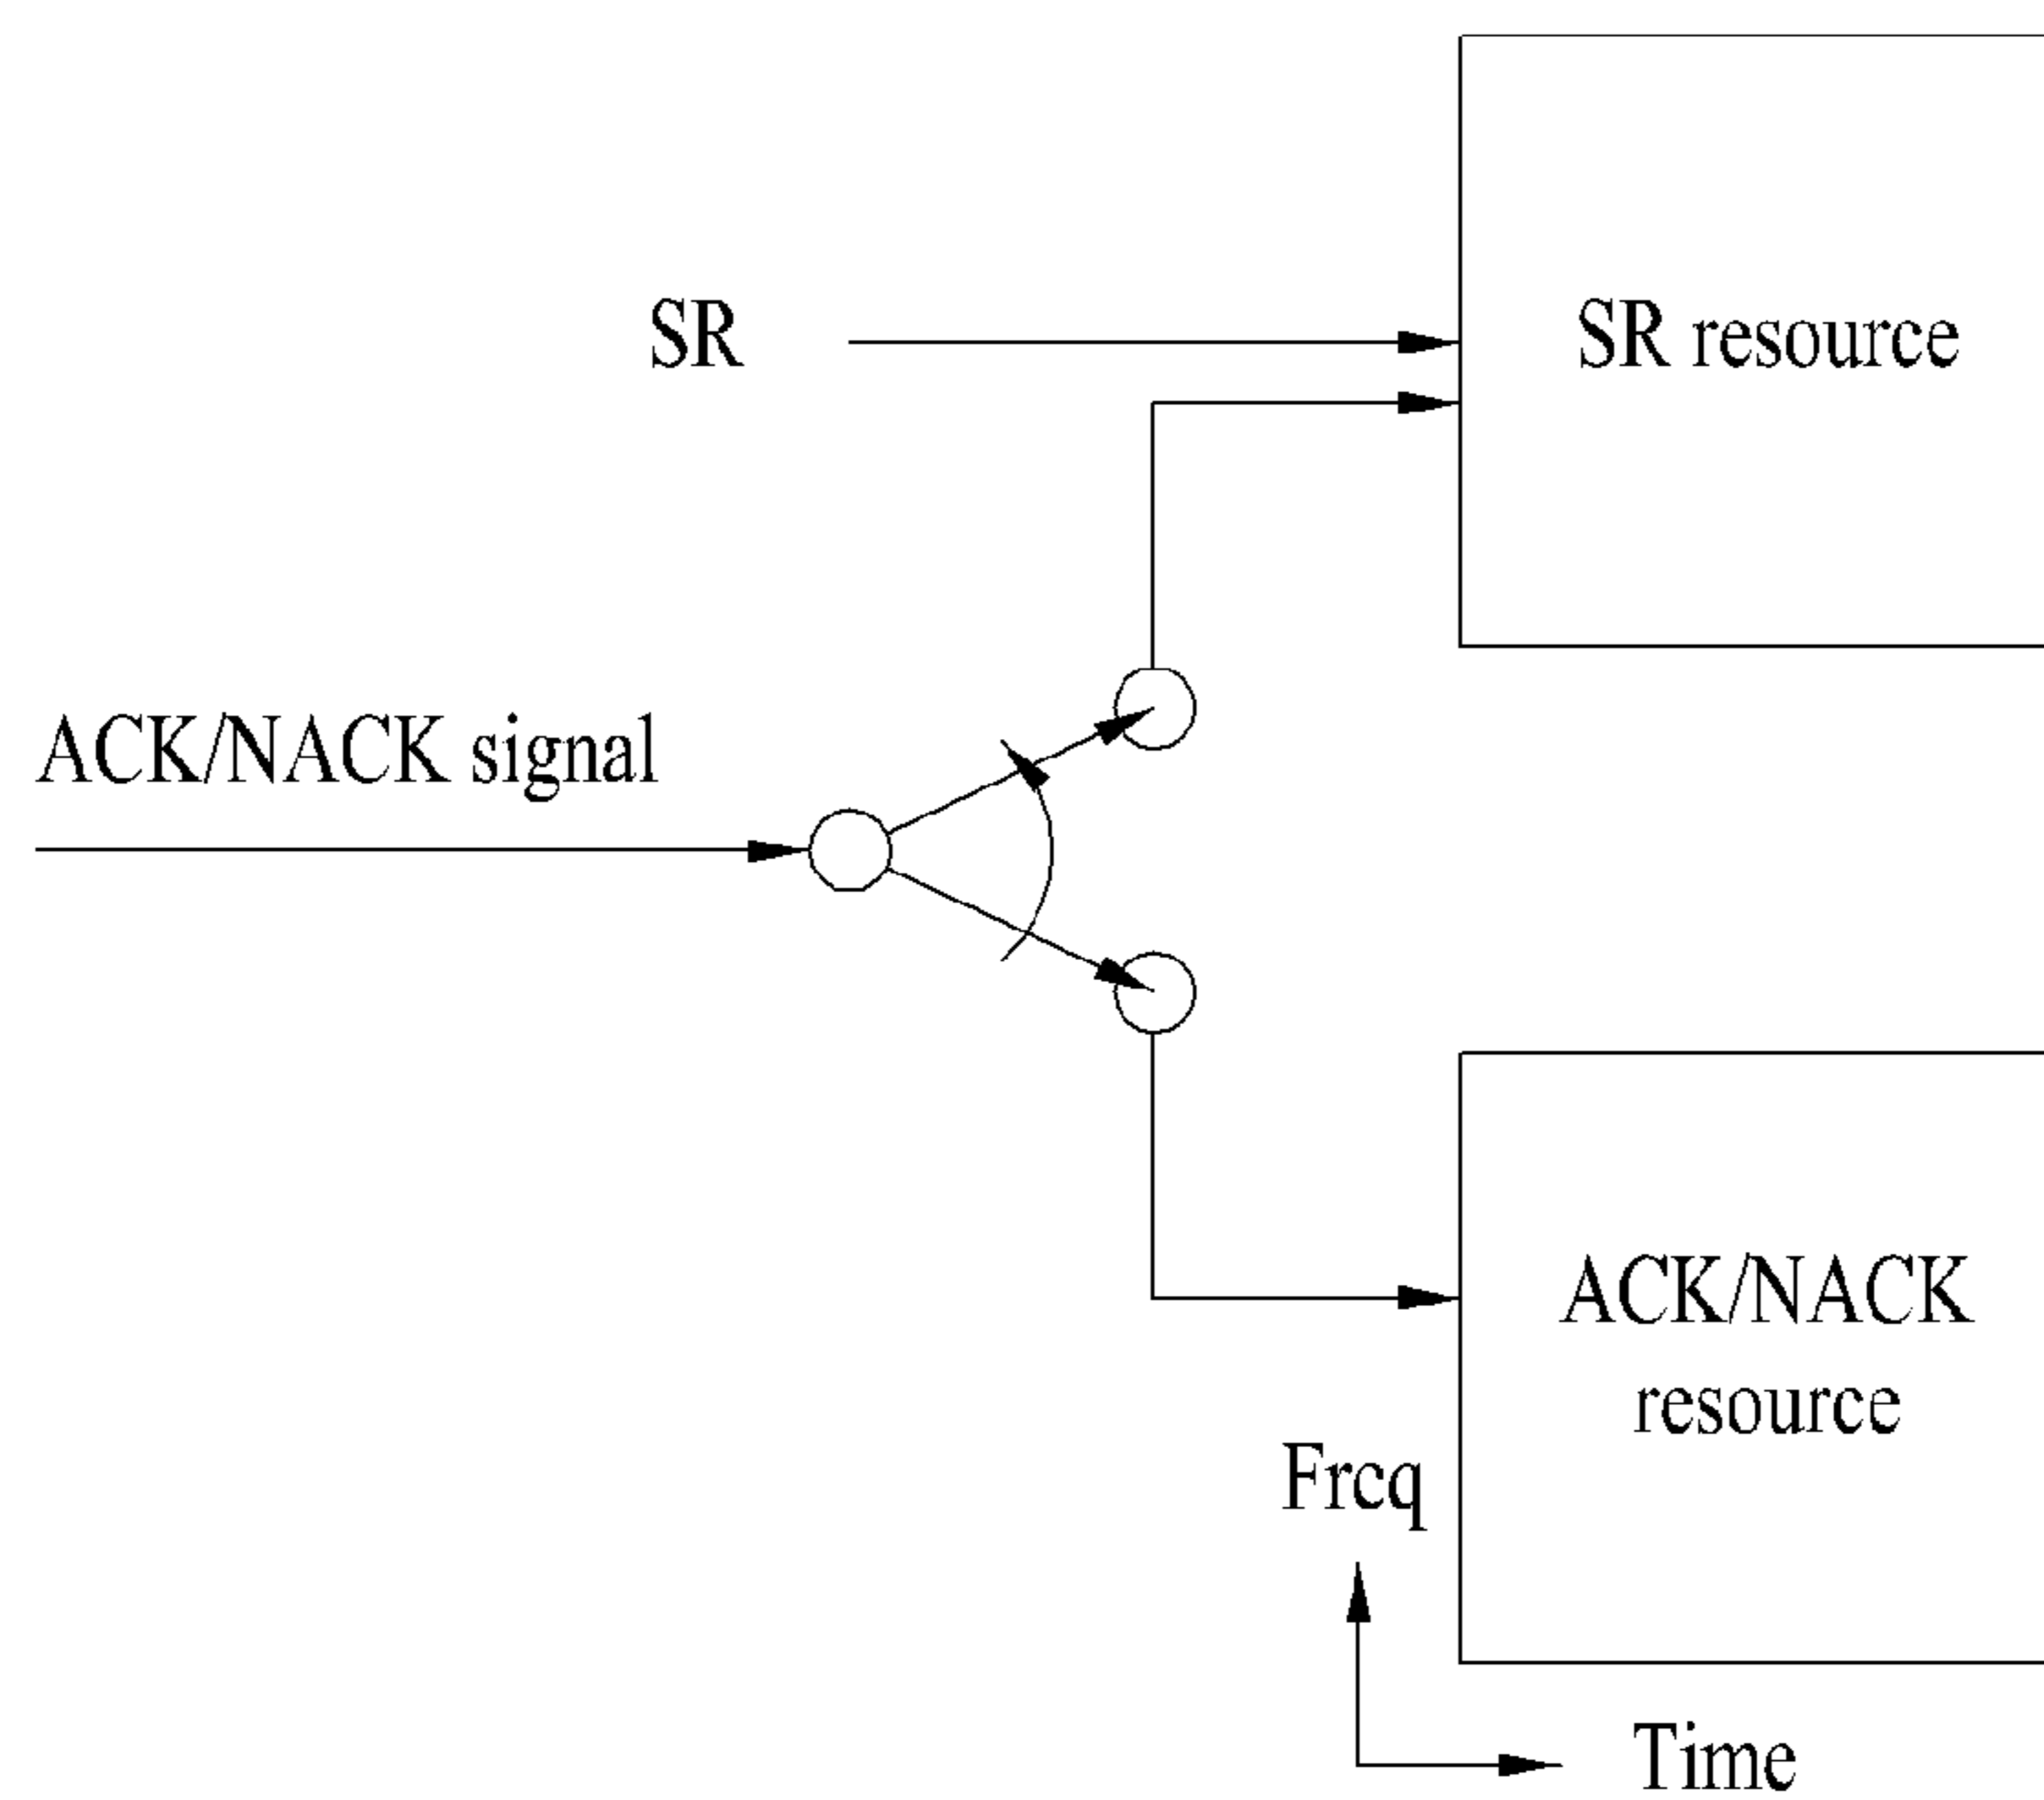 SR
SR resource
ACK/NACK signal
ACK/NACK
resource
Frcq
Time